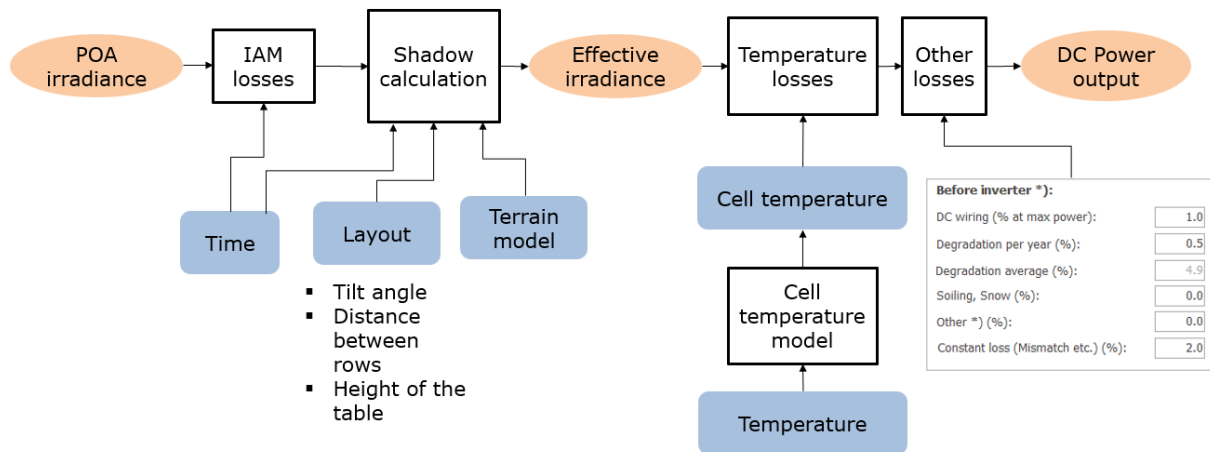 POA
irradiance
IAM
losses
Shadow
calculation
Effective
irradiance
Temperature
losses
Other
losses
DC Power
output
Time
Layout
Terrain
model
▪ Tilt angle
▪ Distance
between
rows
▪ Height of the
table
Cell temperature
Cell
temperature
model
Temperature
Before inverter *):
DC wiring (% at max power): 1.0
Degradation per year (%): 0.5
Degradation average (%): 4.9
Soiling, Snow (%): 0.0
Other *) (%): 0.0
Constant loss (Mismatch etc.) (%): 2.0